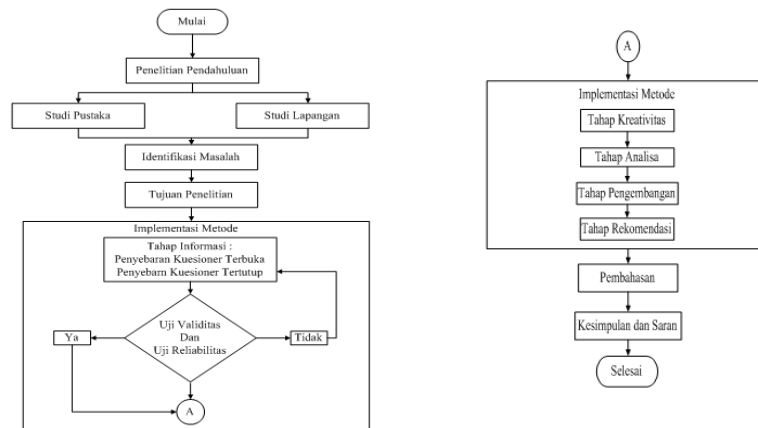 Mulai
Penelitian Pendahuluan
Studi Pustaka
Studi Lapangan
Identifikasi Masalah
Tujuan Penelitian
Implementasi Metode
Tahap Informasi :
Penyebaran Kuesioner Terbuka
Penyebarn Kuesioner Tertutup
Uji Validitas
Dan
Uji Reliabilitas
Ya
Tidak
A
A
Implementasi Metode
Tahap Kreativitas
Tahap Analisa
Tahap Pengembangan
Tahap Rekomendasi
Pembahasan
Kesimpulan dan Saran
Selesai